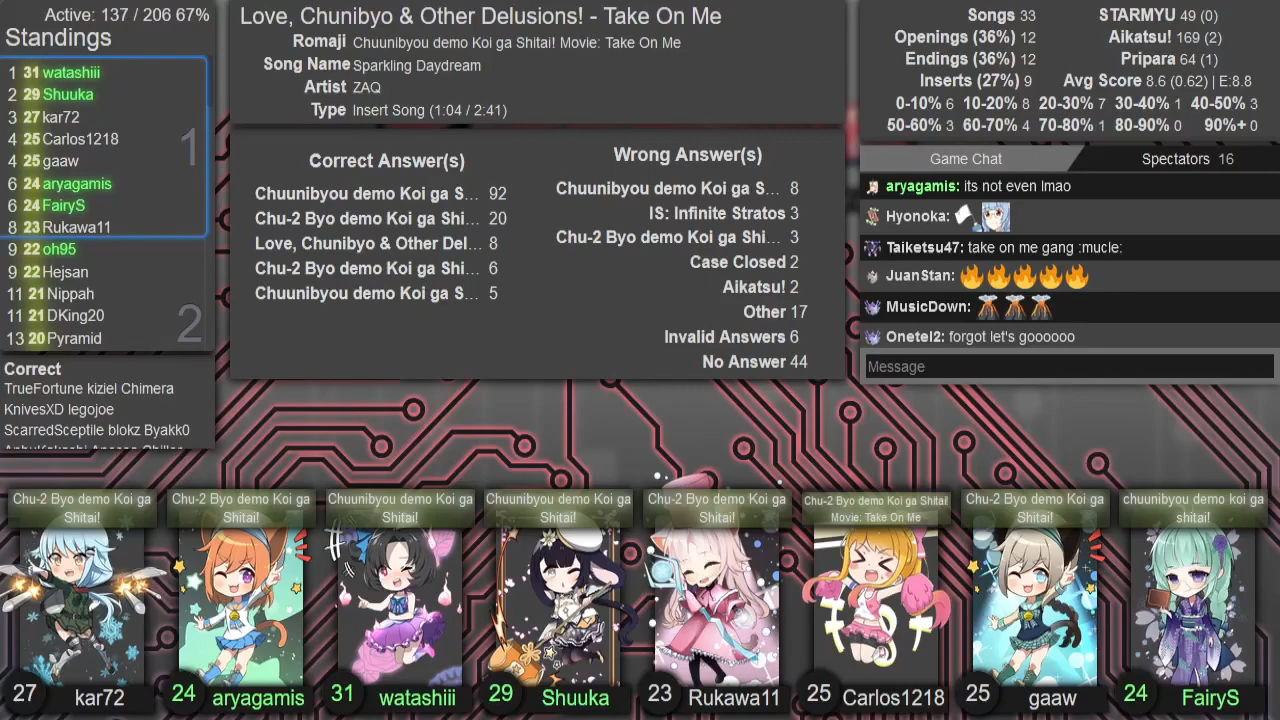 Active: 137 / 206 67%
Standings
1 31 watashiii
2 29 Shuuka
3 27 kar72
4 25 Carlos1218
4 25 gaaw
6 24 aryagamis
6 24 FairyS
8 23 Rukawa11
1
9 22 oh95
9 22 Hejsan
11 21 Nippah
11 21 DKing20
13 20 Pyramid
2
Correct
TrueFortune kiziel Chimera
KnivesXD legojoe
ScarredSceptile blokz Byakk0
Love, Chunibyo & Other Delusions! - Take On Me
Romaji Chuunibyou demo Koi ga Shitai! Movie: Take On Me
Song Name Sparkling Daydream
Artist ZAQ
Type Insert Song (1:04 / 2:41)
Correct Answer(s)
Chuunibyou demo Koi ga S... 92
Chu-2 Byo demo Koi ga Shi... 20
Love, Chunibyo & Other Del... 8
Chu-2 Byo demo Koi ga Shi... 6
Chuunibyou demo Koi ga S... 5
Wrong Answer(s)
Chuunibyou demo Koi ga S... 8
IS: Infinite Stratos 3
Chu-2 Byo demo Koi ga Shi... 3
Case Closed 2
Aikatsu! 2
Other 17
Invalid Answers 6
No Answer 44
Songs 33 STARMYU 49 (0)
Openings (36%) 12 Aikatsu! 169 (2)
Endings (36%) 12 Pripara 64 (1)
Inserts (27%) 9 Avg Score 8.6 (0.62) | E:8.8
0-10% 6 10-20% 8 20-30% 7 30-40% 1 40-50% 3
50-60% 3 60-70% 4 70-80% 1 80-90% 0 90%+ 0
Game Chat Spectators 16
aryagamis: its not even lmao
Hyonoka:
Taiketsu47: take on me gang :mucle:
JuanStan:
MusicDown:
Onetel2: forgot let's goooooo
Message
Chu-2 Byo demo Koi ga
Shitai!
Chu-2 Byo demo Koi ga
Shitai!
Chuunibyou demo Koi ga
Shitai!
Chuunibyou demo Koi ga
Shitai!
Chu-2 Byo demo Koi ga
Shitai!
Chu-2 Byo demo Koi ga Shitai!
Movie: Take On Me
Chu-2 Byo demo Koi ga
Shitai!
chuunibyou demo koi ga
shitai!
27 kar72
24 aryagamis
31 watashiii
29 Shuuka
23 Rukawa11
25 Carlos1218
25 gaaw
24 FairyS